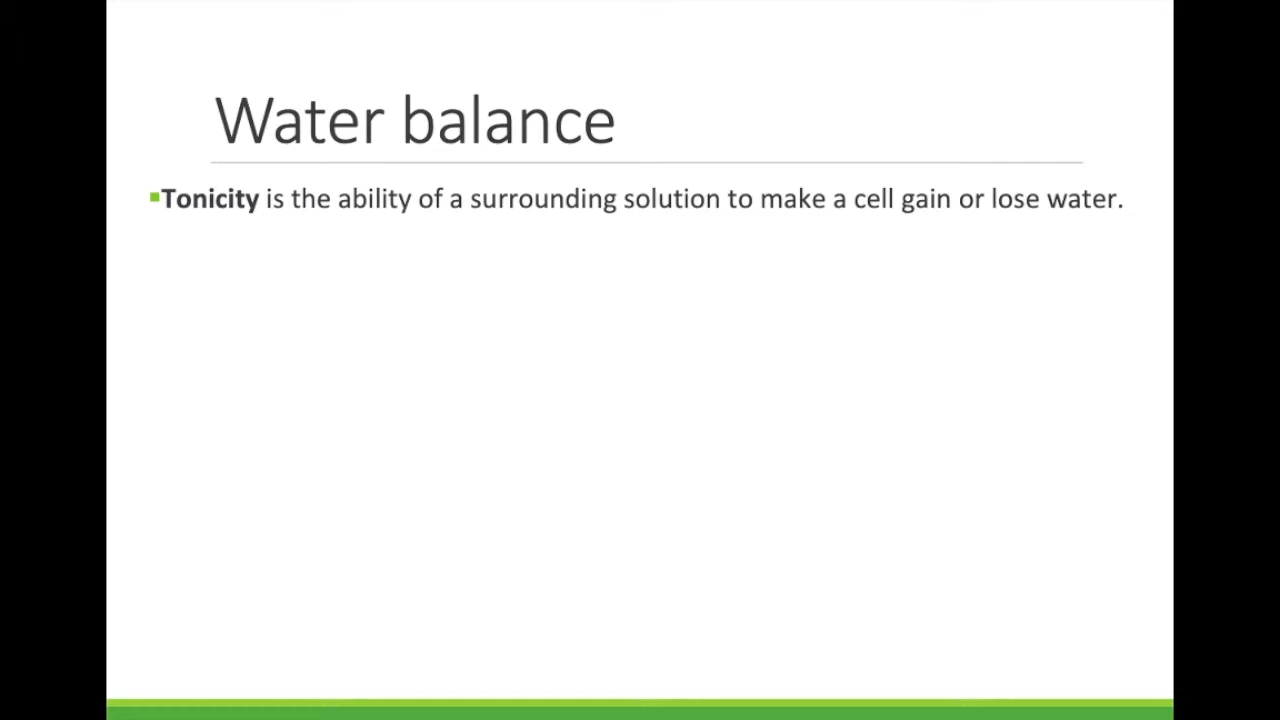 Water balance
▪Tonicity is the ability of a surrounding solution to make a cell gain or lose water.